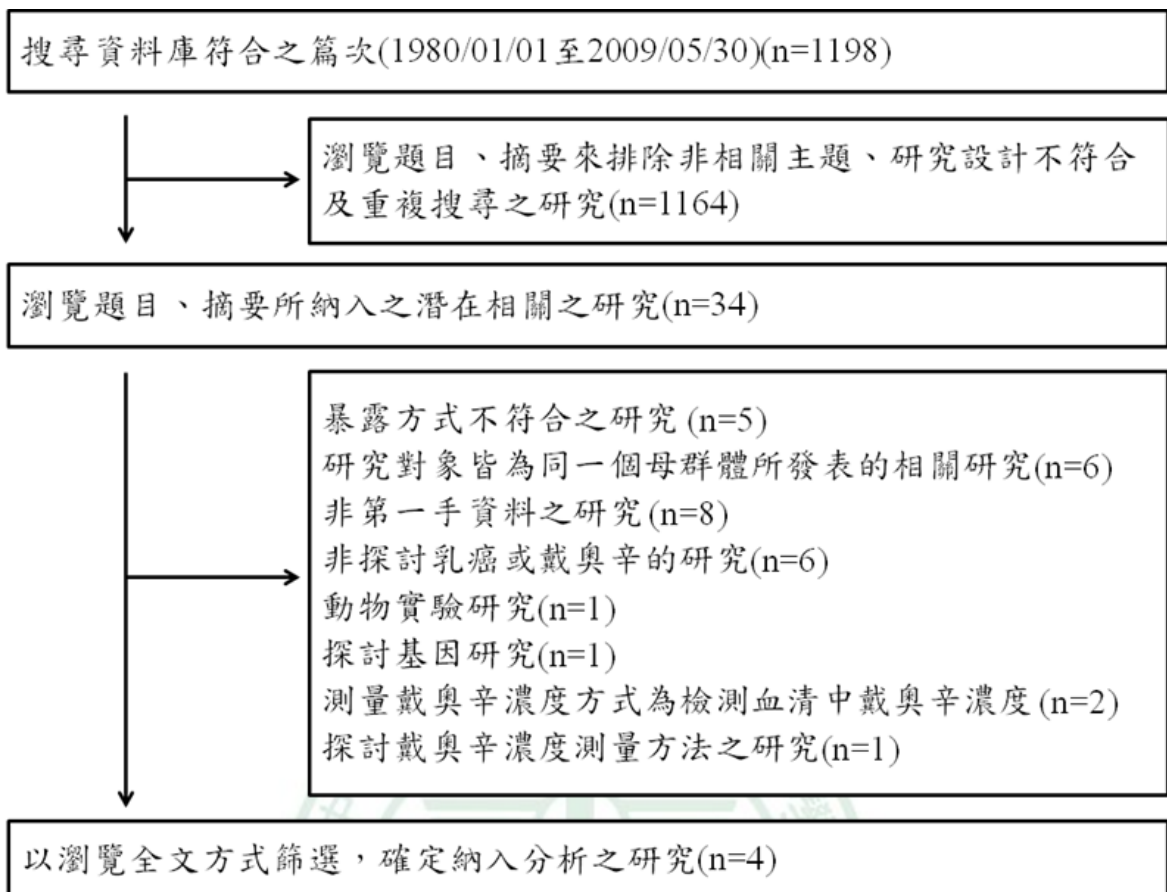 搜尋資料庫符合之篇次(1980/01/01至2009/05/30)(n=1198)
瀏覽題目、摘要來排除非相關主題、研究設計不符合
及重複搜尋之研究(n=1164)
瀏覽題目、摘要所納入之潛在相關之研究(n=34)
暴露方式不符合之研究(n=5)
研究對象皆為同一個母群體所發表的相關研究(n=6)
非第一手資料之研究(n=8)
非探討乳癌或戴奧辛的研究(n=6)
動物實驗研究(n=1)
探討基因研究(n=1)
測量戴奧辛濃度方式為檢測血清中戴奧辛濃度(n=2)
探討戴奧辛濃度測量方法之研究(n=1)
以瀏覽全文方式篩選，確定納入分析之研究(n=4)